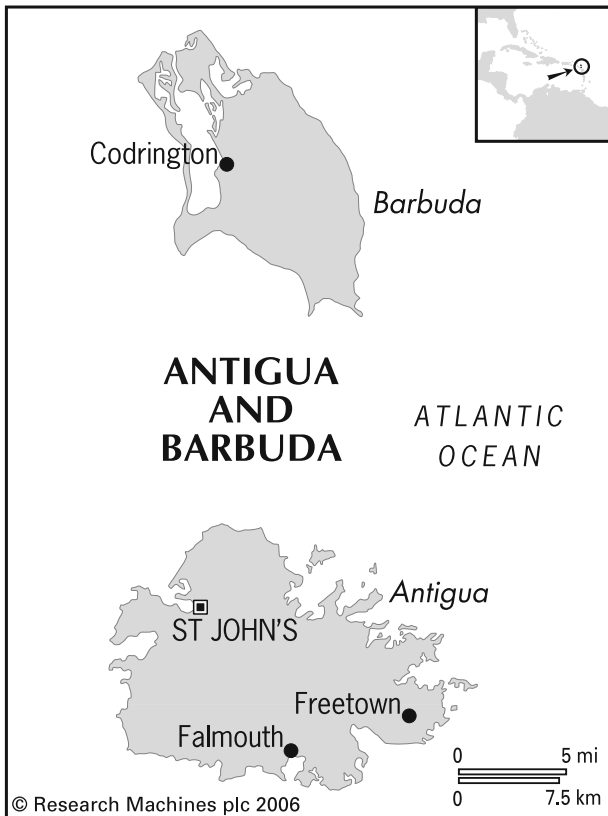 Codrington
Barbuda
ANTIGUA
AND
BARBUDA
ATLANTIC
OCEAN
Antigua
ST JOHN'S
Freetown
Falmouth
0 5 mi
0 7.5 km
© Research Machines plc 2006